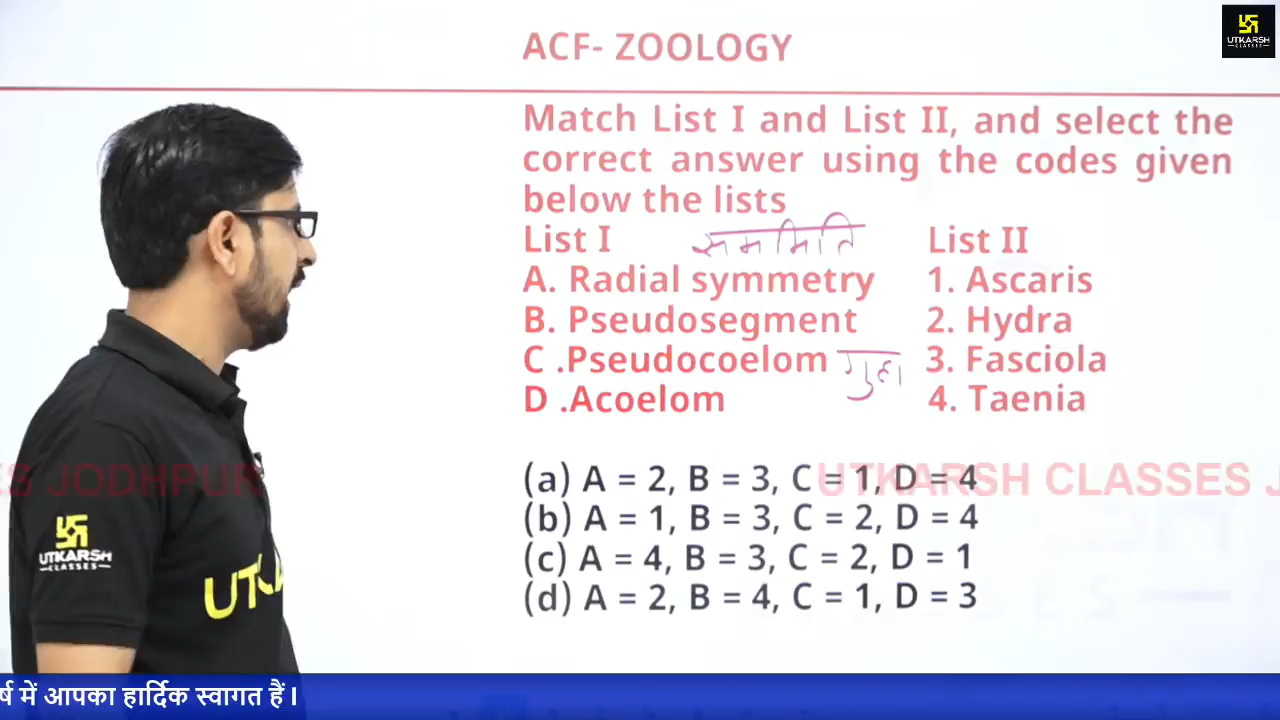 UTKARSH
CLASSES
ACF- ZOOLOGY
Match List I and List II, and select the
correct answer using the codes given
below the lists
List I समMिति List II
A. Radial symmetry 1. Ascaris
B. Pseudosegment 2. Hydra
C .Pseudocoelom गुहा 3. Fasciola
D .Acoelom 4. Taenia
(a) A = 2, B = 3, C = 1, D = 4
(b) A = 1, B = 3, C = 2, D = 4
(c) A = 4, B = 3, C = 2, D = 1
(d) A = 2, B = 4, C = 1, D = 3
ES JODHPUR UTKARSH CLASSES J
UTKARSH
CLASSES
र्ष में आपका हार्दिक स्वागत हैं।